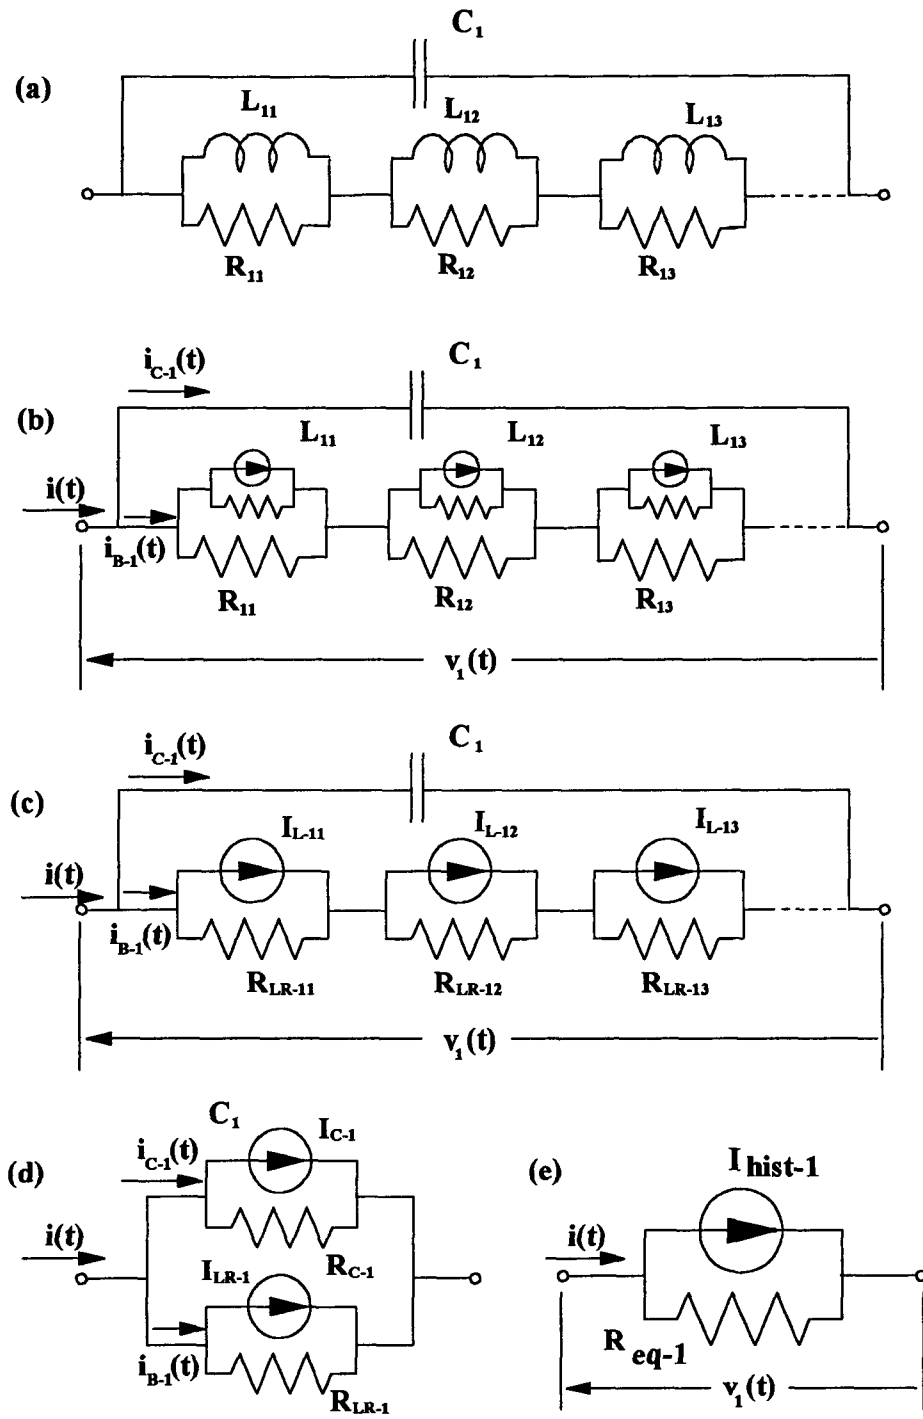 C₁
(a)
L₁₁ L₁₂ L₁₃
R₁₁ R₁₂ R₁₃
i_C-1(t) C₁
(b)
L₁₁ L₁₂ L₁₃
i(t)
i_B-1(t)
R₁₁ R₁₂ R₁₃
v₁(t)
i_C-1(t) C₁
(c)
I_L-11 I_L-12 I_L-13
i(t)
i_B-1(t)
R_LR-11 R_LR-12 R_LR-13
v₁(t)
(d)
C₁ I_C-1
i_C-1(t)
i(t)
I_LR-1 R_C-1
i_B-1(t)
R_LR-1
(e)
I_hist-1
i(t)
R_eq-1
v₁(t)